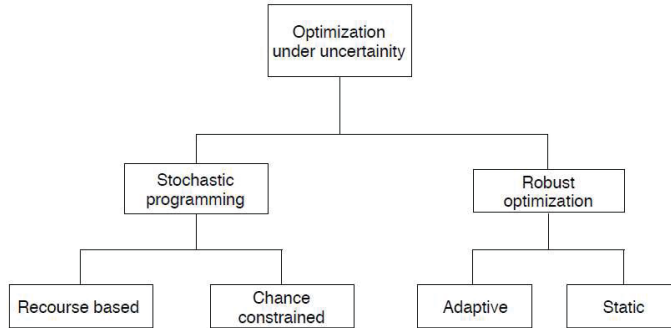 Optimization
under uncertainity
Stochastic
programming
Robust
optimization
Recourse based
Chance
constrained
Adaptive
Static